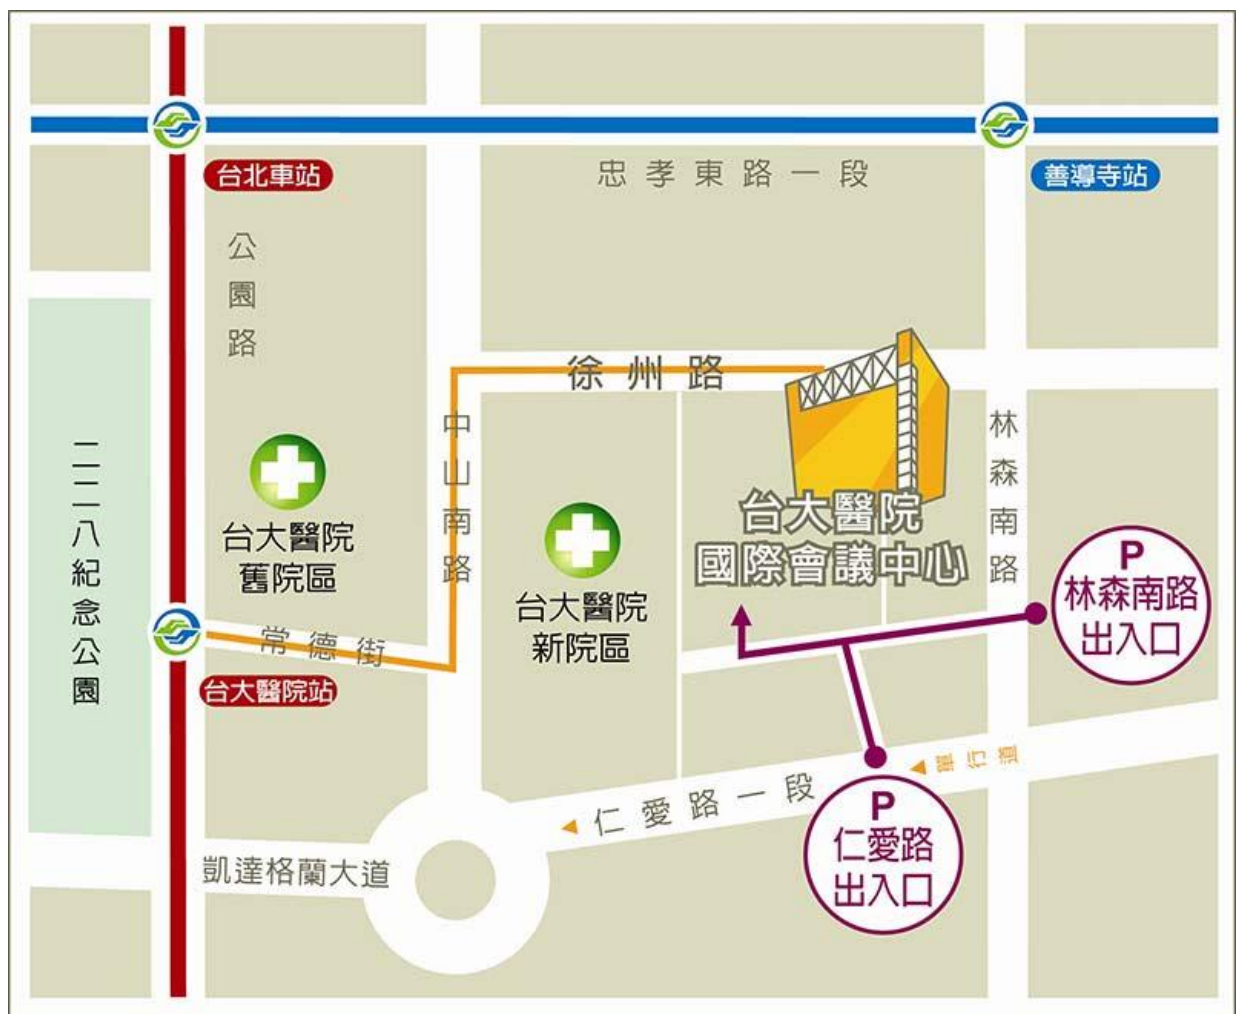 忠孝東路一段
台北車站
善導寺站
公園路
徐州路
中山南路
林森南路
二二八紀念公園
台大醫院
舊院區
台大醫院
國際會議中心
台大醫院
新院區
P
林森南路
出入口
常德街
台大醫院站
單行道
仁愛路一段
P
仁愛路
出入口
凱達格蘭大道